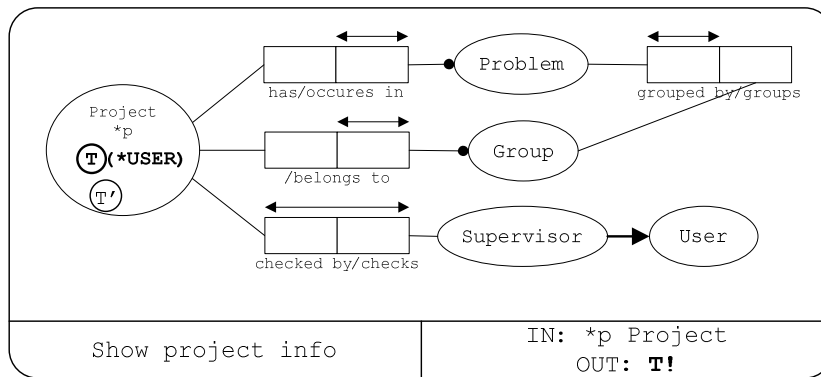 Problem
has/occures in
grouped by/groups
Project
*p
T (*USER)
T'
Group
/belongs to
Supervisor
User
checked by/checks
Show project info
IN: *p Project
OUT: T!